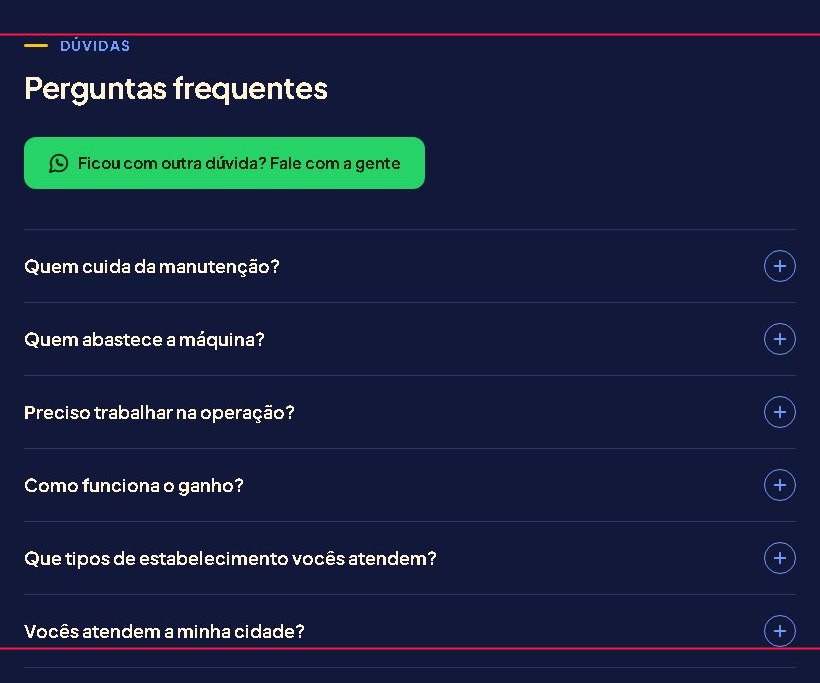 DÚVIDAS
Perguntas frequentes
Ficou com outra dúvida? Fale com a gente
Quem cuida da manutenção?
Quem abastece a máquina?
Preciso trabalhar na operação?
Como funciona o ganho?
Que tipos de estabelecimento vocês atendem?
Vocês atendem a minha cidade?